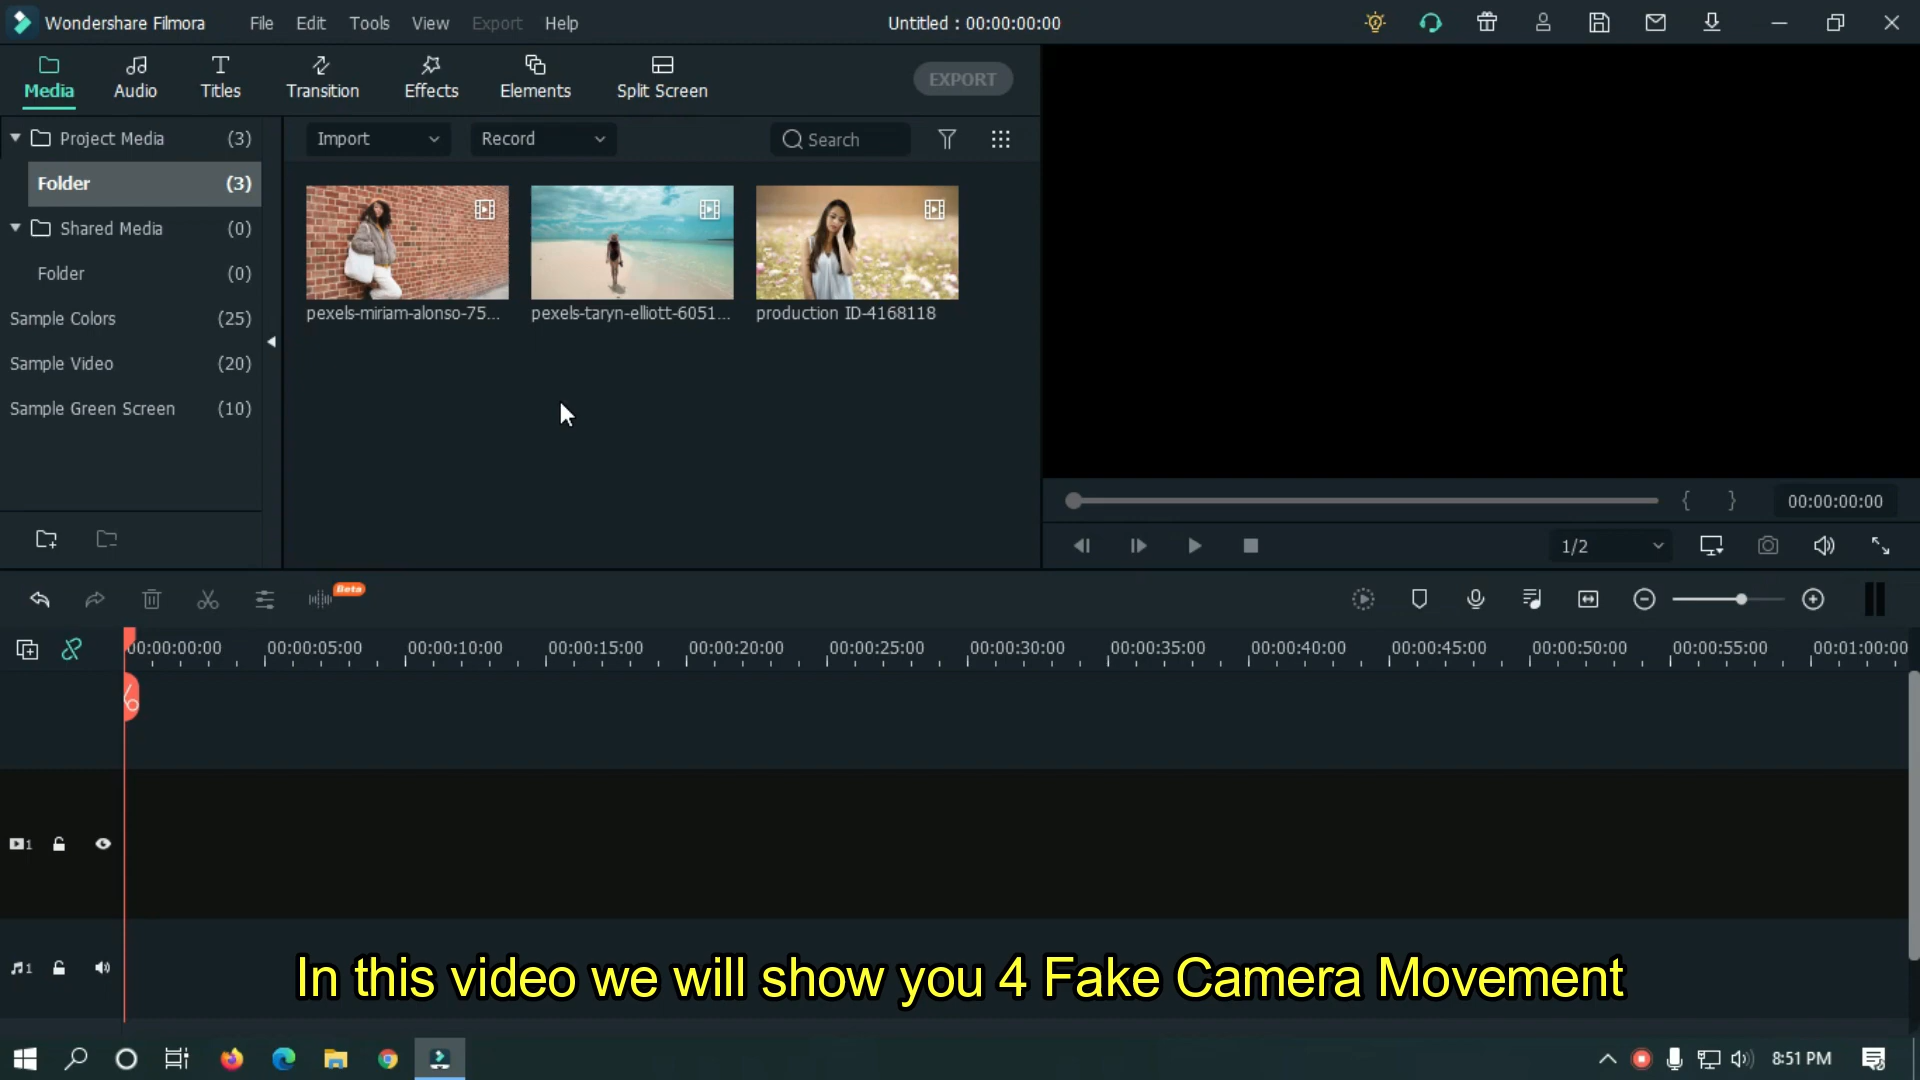 Wondershare Filmora File Edit Tools View Export Help Untitled : 00:00:00:00
Media Audio Titles Transition Effects Elements Split Screen EXPORT
Project Media (3) Import Record Search
Folder (3)
Shared Media (0)
Folder (0)
Sample Colors (25)
Sample Video (20)
Sample Green Screen (10)
pexels-miriam-alonso-75... pexels-taryn-elliott-6051... production ID-4168118
{ } 00:00:00:00
1/2
Beta
00:00:00:00 00:00:05:00 00:00:10:00 00:00:15:00 00:00:20:00 00:00:25:00 00:00:30:00 00:00:35:00 00:00:40:00 00:00:45:00 00:00:50:00 00:00:55:00 00:01:00:00
1
1
In this video we will show you 4 Fake Camera Movement
8:51 PM